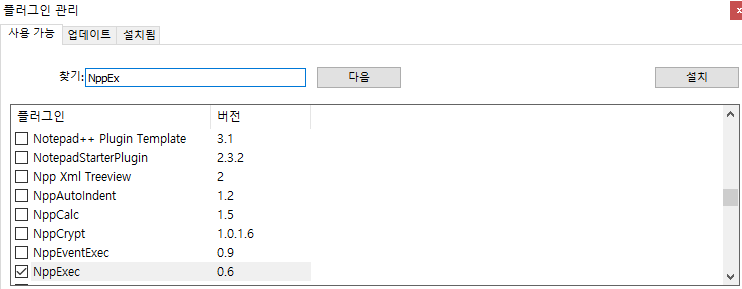 플러그인 관리
사용 가능 업데이트 설치됨
찾기: NppEx 다음 설치
플러그인 버전
Notepad++ Plugin Template 3.1
NotepadStarterPlugin 2.3.2
Npp Xml Treeview 2
NppAutoIndent 1.2
NppCalc 1.5
NppCrypt 1.0.1.6
NppEventExec 0.9
NppExec 0.6